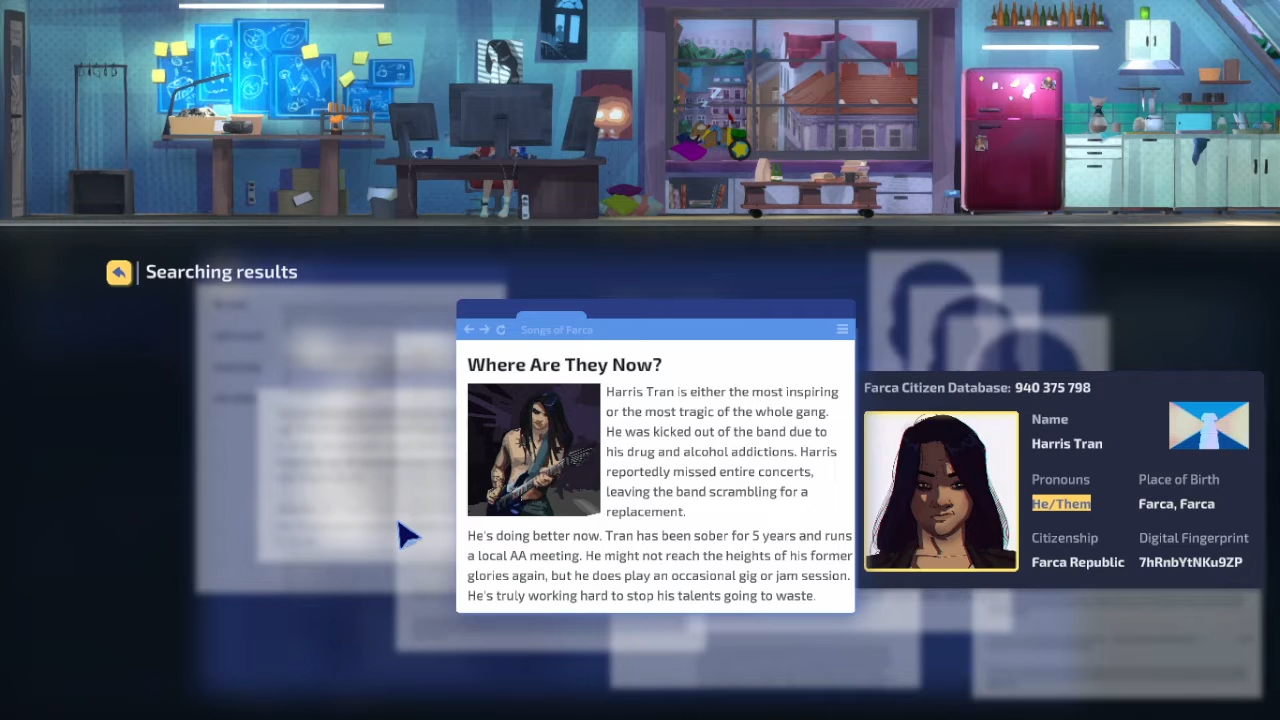 Searching results
Songs of Farca
Where Are They Now?
Harris Tran is either the most inspiring
or the most tragic of the whole gang.
He was kicked out of the band due to
his drug and alcohol addictions. Harris
reportedly missed entire concerts,
leaving the band scrambling for a
replacement.
He's doing better now. Tran has been sober for 5 years and runs
a local AA meeting. He might not reach the heights of his former
glories again, but he does play an occasional gig or jam session.
He's truly working hard to stop his talents going to waste.
Farca Citizen Database: 940 375 798
Name
Harris Tran
Pronouns
He/Them
Place of Birth
Farca, Farca
Citizenship
Farca Republic
Digital Fingerprint
7hRnbYtNKu9ZP